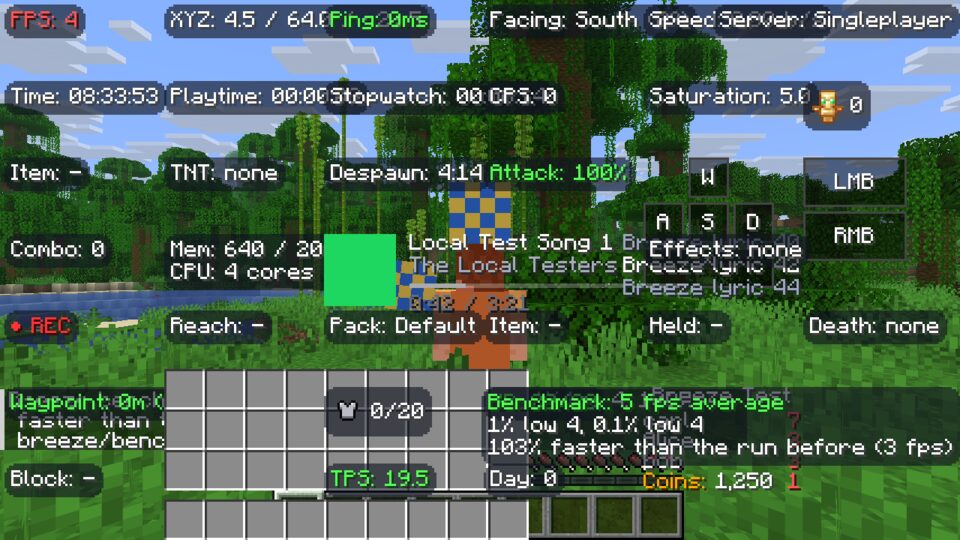 FPS: 4
XYZ: 4.5 / 64.0
Ping: 0ms
Facing: South
Speed
Server: Singleplayer
Time: 08:33:53
Playtime: 00:00
Stopwatch: 00
CPS: 0
Saturation: 5.0
0
Item: -
TNT: none
Despawn: 4:14
Attack: 100%
W
LMB
A S D
RMB
Combo: 0
Mem: 640 / 20
CPU: 4 cores
Local Test Song 1
The Local Testers
0:42 / 3:21
Effects: none
Breeze lyric 42
Breeze lyric 44
REC
Reach: -
Pack: Default
Item: -
Held: -
Death: none
Waypoint: 0m
faster than
breeze/benc
0/20
Breeze Test
Benchmark: 5 fps average
1% low 4, 0.1% low 4
103% faster than the run before (3 fps)
7
Block: -
TPS: 19.5
Day: 0
Coins: 1,250
1